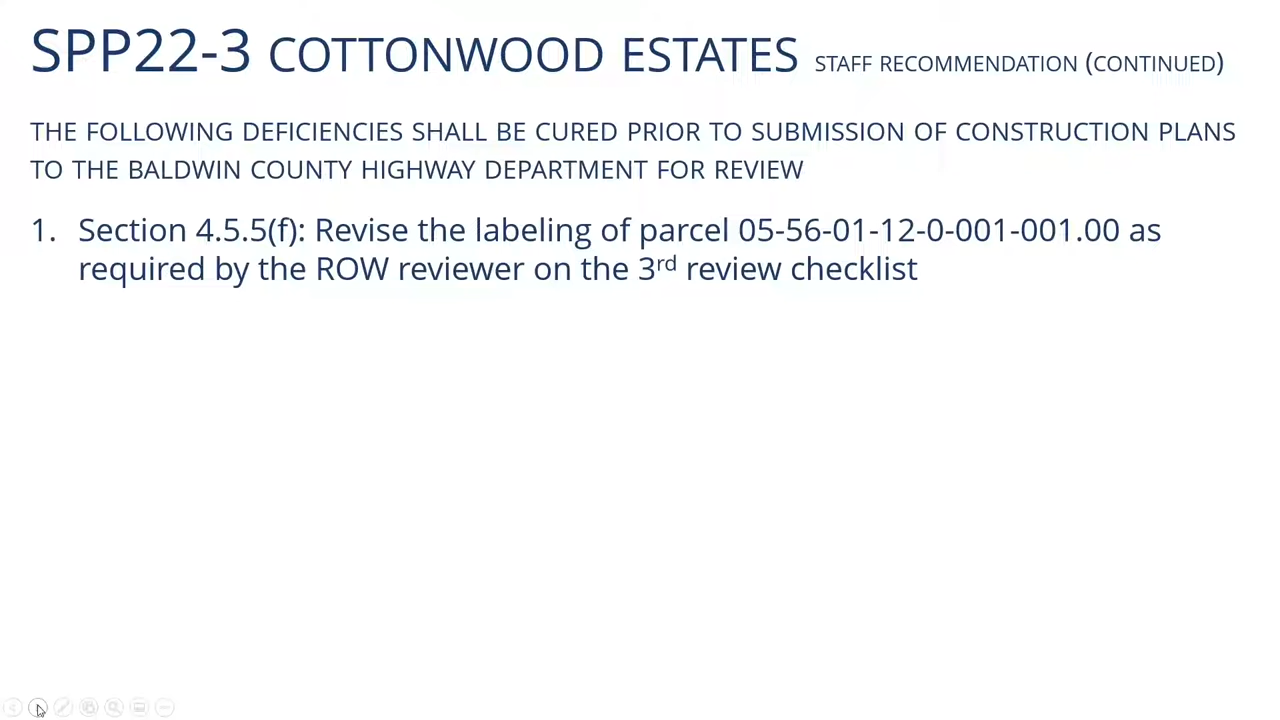 SPP22-3 COTTONWOOD ESTATES STAFF RECOMMENDATION (CONTINUED)
THE FOLLOWING DEFICIENCIES SHALL BE CURED PRIOR TO SUBMISSION OF CONSTRUCTION PLANS
TO THE BALDWIN COUNTY HIGHWAY DEPARTMENT FOR REVIEW
1. Section 4.5.5(f): Revise the labeling of parcel 05-56-01-12-0-001-001.00 as
required by the ROW reviewer on the 3rd review checklist